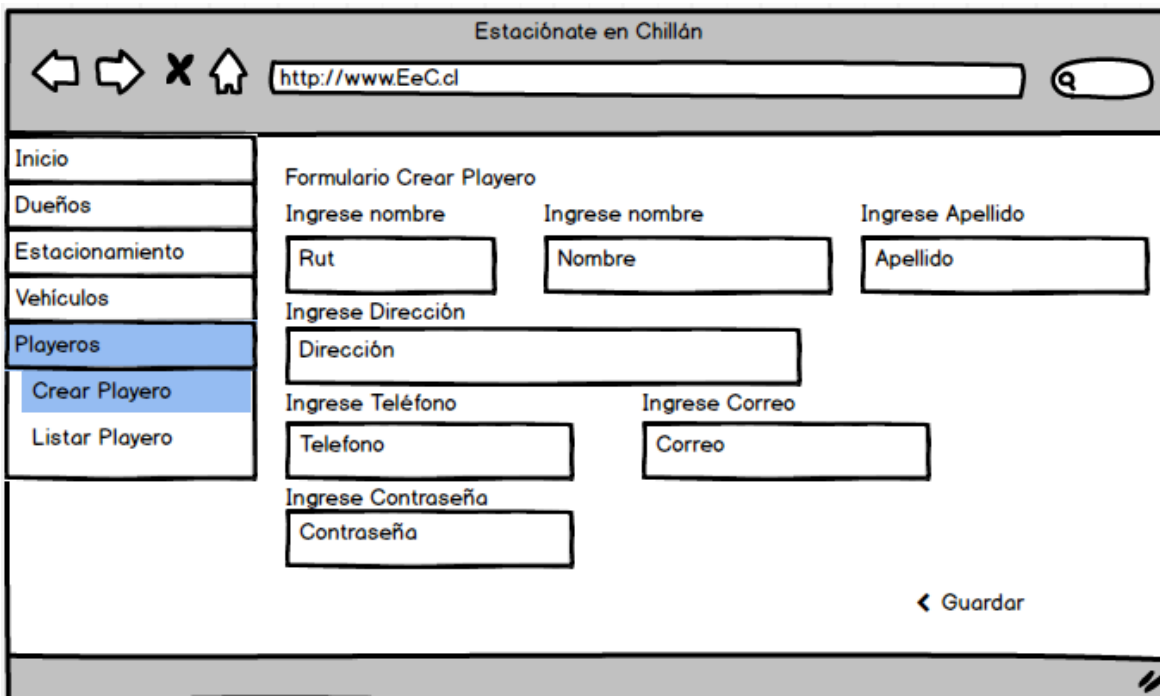 Estaciónate en Chillán
http://www.EeC.cl
Inicio
Dueños
Estacionamiento
Vehículos
Playeros
Crear Playero
Listar Playero
Formulario Crear Playero
Ingrese nombre Ingrese nombre Ingrese Apellido
Rut Nombre Apellido
Ingrese Dirección
Dirección
Ingrese Teléfono Ingrese Correo
Telefono Correo
Ingrese Contraseña
Contraseña
Guardar